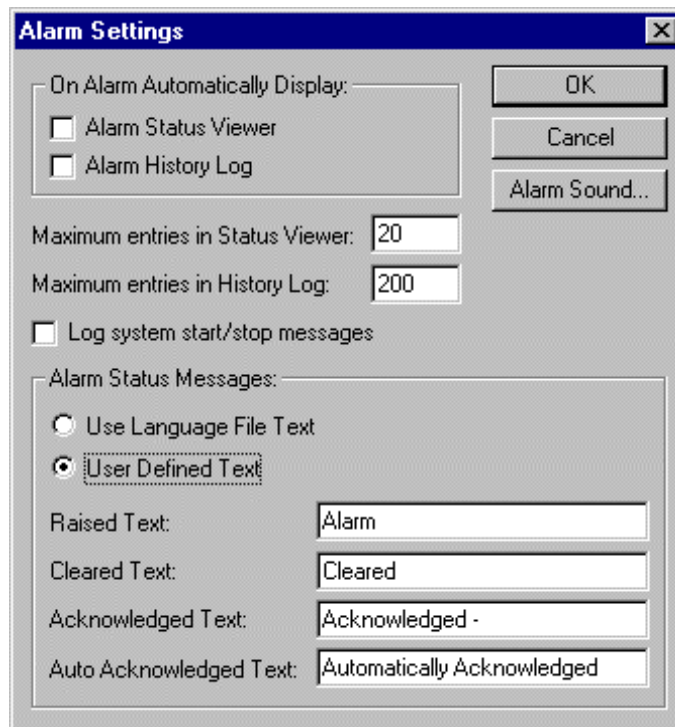 Alarm Settings
On Alarm Automatically Display:
Alarm Status Viewer
Alarm History Log
OK
Cancel
Alarm Sound...
Maximum entries in Status Viewer: 20
Maximum entries in History Log: 200
Log system start/stop messages
Alarm Status Messages:
Use Language File Text
User Defined Text
Raised Text: Alarm
Cleared Text: Cleared
Acknowledged Text: Acknowledged -
Auto Acknowledged Text: Automatically Acknowledged